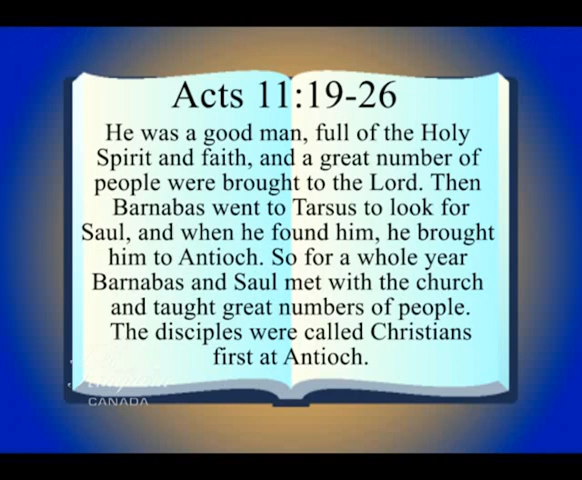 Acts 11:19-26
He was a good man, full of the Holy
Spirit and faith, and a great number of
people were brought to the Lord. Then
Barnabas went to Tarsus to look for
Saul, and when he found him, he brought
him to Antioch. So for a whole year
Barnabas and Saul met with the church
and taught great numbers of people.
The disciples were called Christians
first at Antioch.
CANADA